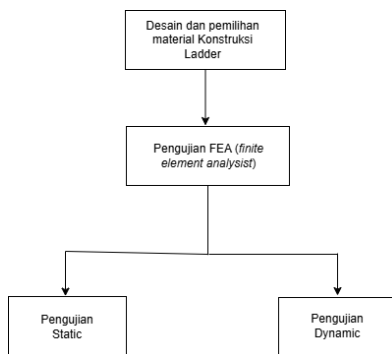 Desain dan pemilihan
material Konstruksi
Ladder
Pengujian FEA (finite
element analysist)
Pengujian
Static
Pengujian
Dynamic